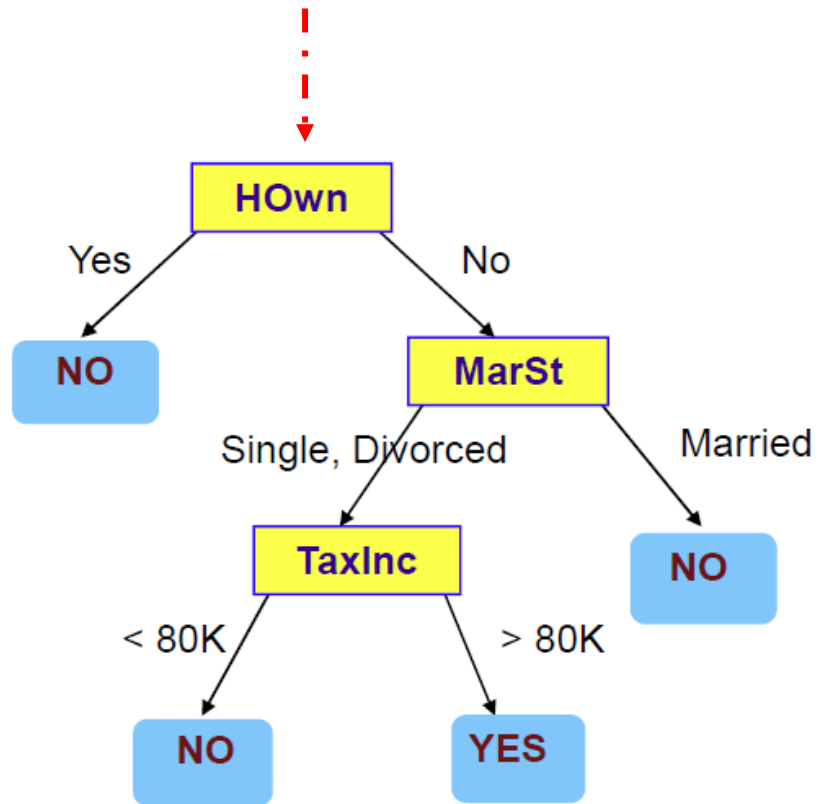 HOwn
Yes
No
NO
MarSt
Single, Divorced
Married
TaxInc
NO
< 80K
> 80K
NO
YES